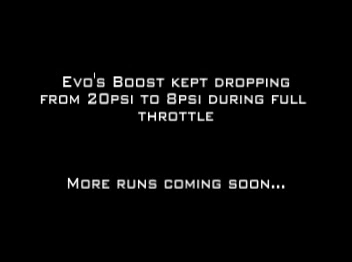 Evo's Boost kept dropping
from 20psi to 8psi during full
throttle
More runs coming soon...